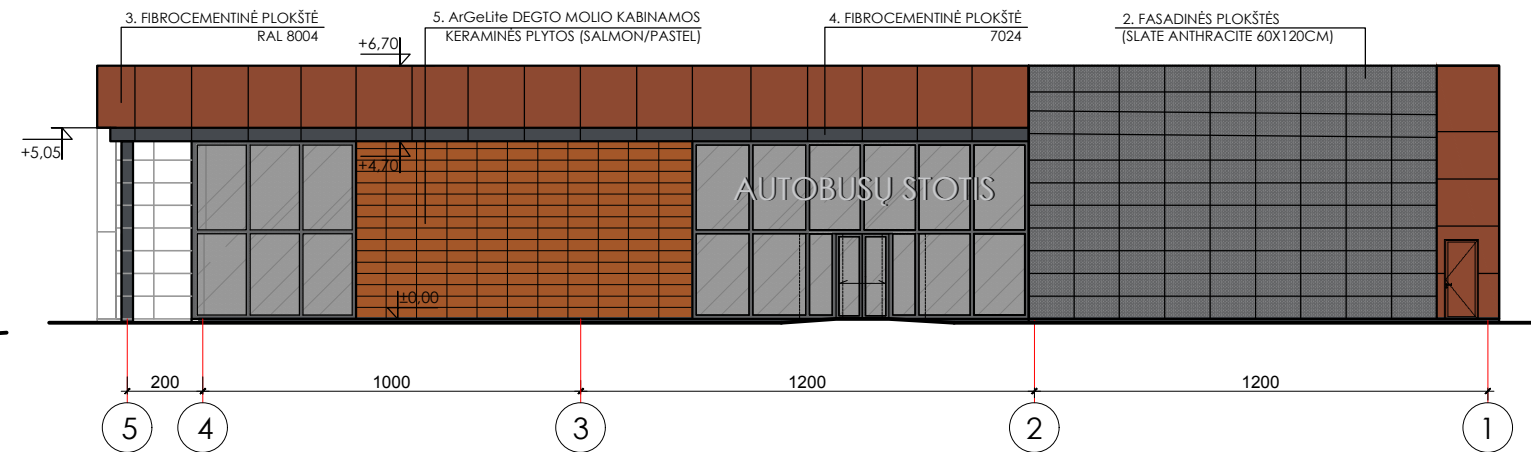 3. FIBROCEMENTINĖ PLOKŠTĖ
RAL 8004
5. ArGeLite DEGTO MOLIO KABINAMOS
KERAMINĖS PLYTOS (SALMON/PASTEL)
4. FIBROCEMENTINĖ PLOKŠTĖ
7024
2. FASADINĖS PLOKŠTĖS
(SLATE ANTHRACITE 60X120CM)
+6,70
+5,05
+4,70
AUTOBUSŲ STOTIS
±0,00
200
1000
1200
1200
5
4
3
2
1